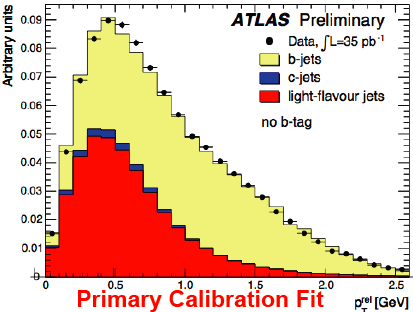 ATLAS Preliminary
Data, ∫L=35 pb⁻¹
b-jets
c-jets
light-flavour jets
no b-tag
Arbitrary units
0.09
0.08
0.07
0.06
0.05
0.04
0.03
0.02
0.01
0
0 0.5 1.0 1.5 2.0 2.5
Primary Calibration Fit
p_T^rel [GeV]